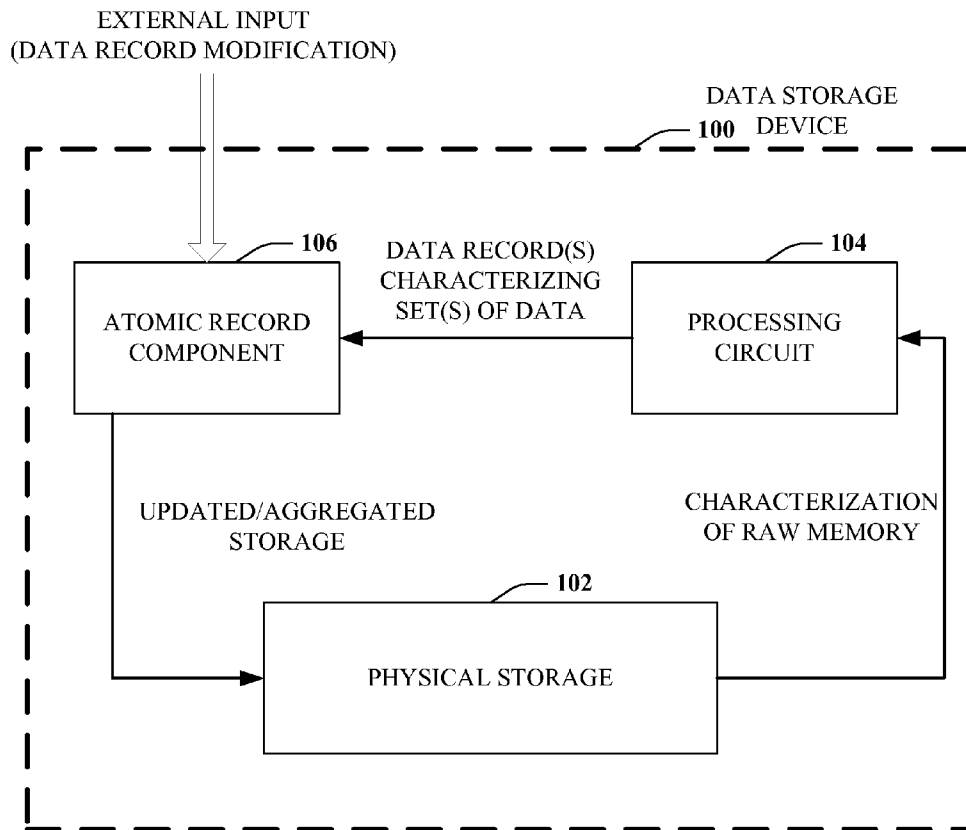 EXTERNAL INPUT
(DATA RECORD MODIFICATION)
DATA STORAGE
DEVICE
100
106
DATA RECORD(S)
CHARACTERIZING
SET(S) OF DATA
104
ATOMIC RECORD
COMPONENT
PROCESSING
CIRCUIT
UPDATED/AGGREGATED
STORAGE
CHARACTERIZATION
OF RAW MEMORY
102
PHYSICAL STORAGE